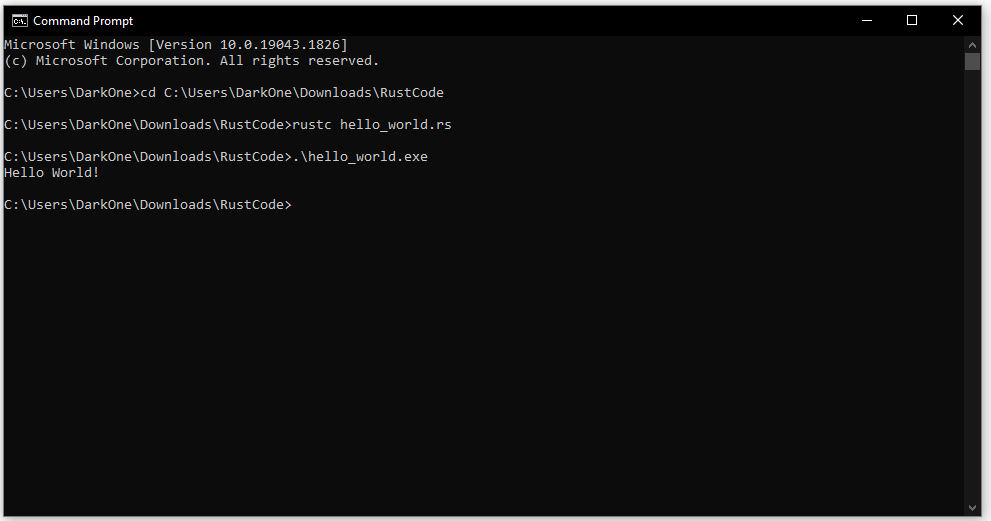 Command Prompt
Microsoft Windows [Version 10.0.19043.1826]
(c) Microsoft Corporation. All rights reserved.
C:\Users\DarkOne>cd C:\Users\DarkOne\Downloads\RustCode
C:\Users\DarkOne\Downloads\RustCode>rustc hello_world.rs
C:\Users\DarkOne\Downloads\RustCode>.\hello_world.exe
Hello World!
C:\Users\DarkOne\Downloads\RustCode>